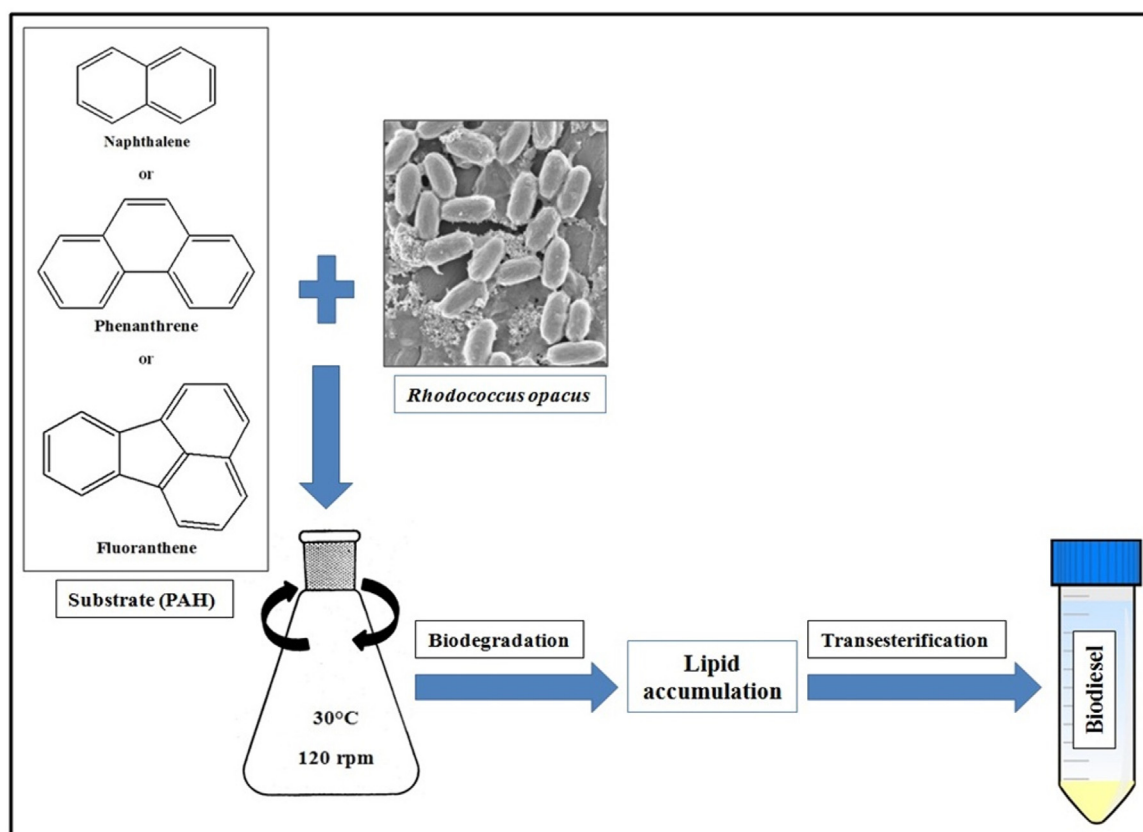 Naphthalene
or
Phenanthrene
or
Fluoranthene
Substrate (PAH)
Rhodococcus opacus
30°C
120 rpm
Biodegradation
Lipid
accumulation
Transesterification
Biodiesel